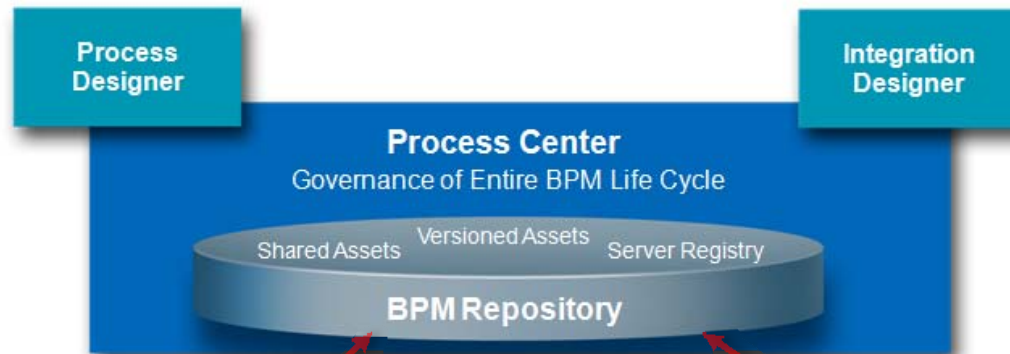 Process
Designer
Integration
Designer
Process Center
Governance of Entire BPM Life Cycle
Shared Assets
Versioned Assets
Server Registry
BPM Repository